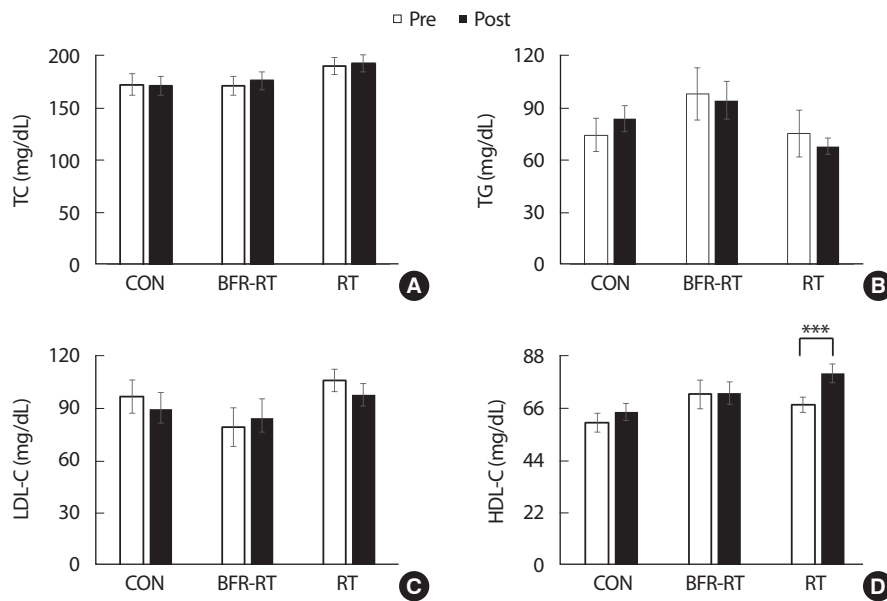 Pre Post
200
150
100
50
0
TC (mg/dL)
CON BFR-RT RT
A
120
90
60
30
0
TG (mg/dL)
CON BFR-RT RT
B
120
90
60
30
0
LDL-C (mg/dL)
CON BFR-RT RT
C
88
66
44
22
0
HDL-C (mg/dL)
***
CON BFR-RT RT
D